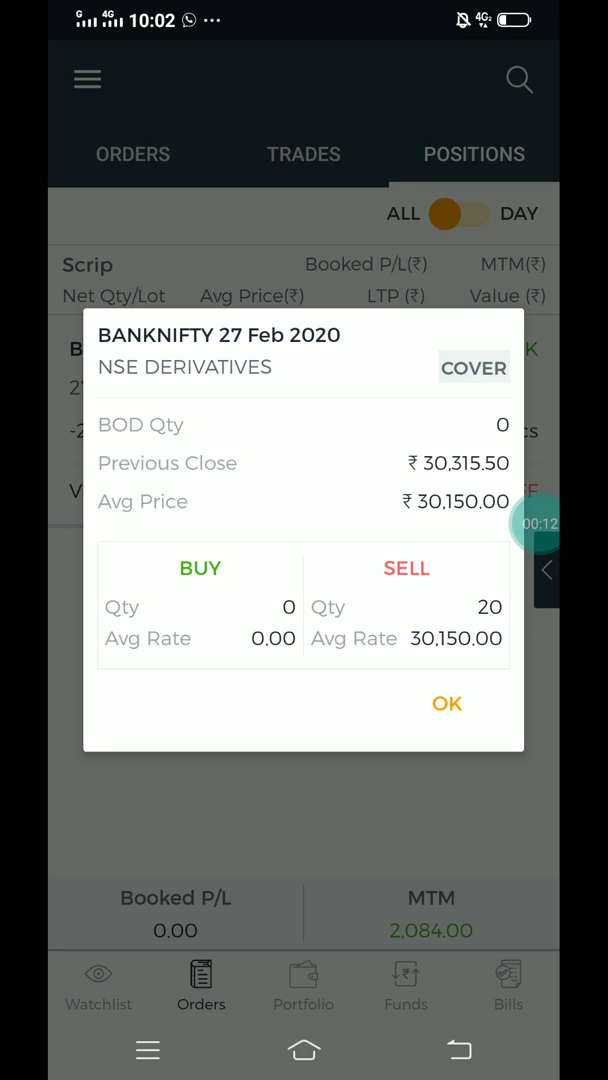 G 4G 10:02 ... 4G2
ORDERS TRADES POSITIONS
ALL DAY
Scrip Booked P/L(₹) MTM(₹)
Net Qty/Lot Avg Price(₹) LTP (₹) Value (₹)
BANKNIFTY 27 Feb 2020
NSE DERIVATIVES COVER
BOD Qty 0
Previous Close ₹ 30,315.50
Avg Price ₹ 30,150.00
00:12
BUY SELL
Qty 0 Qty 20
Avg Rate 0.00 Avg Rate 30,150.00
OK
Booked P/L MTM
0.00 2,084.00
Watchlist Orders Portfolio Funds Bills